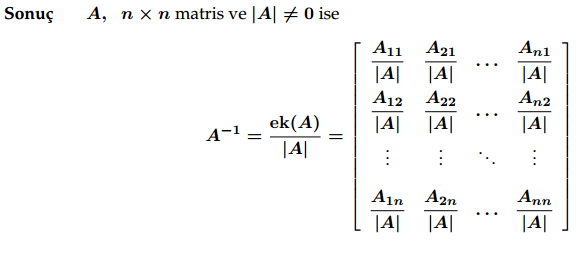 Sonuç A, n × n matris ve |A| ≠ 0 ise
A⁻¹ = ek(A)/|A| = [ A₁₁/|A| A₂₁/|A| ⋯ Aₙ₁/|A|
A₁₂/|A| A₂₂/|A| ⋯ Aₙ₂/|A|
⋮ ⋮ ⋱ ⋮
A₁ₙ/|A| A₂ₙ/|A| ⋯ Aₙₙ/|A| ]